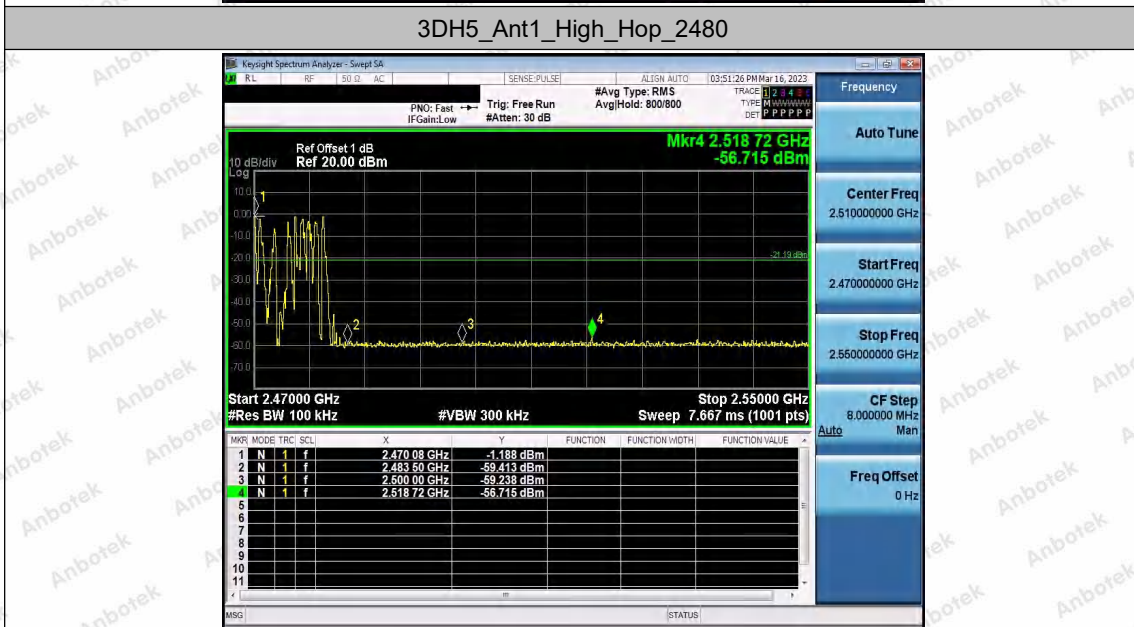 3DH5_Ant1_High_Hop_2480
Keysight Spectrum Analyzer - Swept SA
RL RF 50 Ω AC SENSE:PULSE ALIGN AUTO 03:51:26 PM Mar 16, 2023
Frequency
#Avg Type: RMS TRACE 1 2 3 4 5 6
PNO: Fast Trig: Free Run Avg|Hold: 800/800 TYPE M W W W W W
IFGain:Low #Atten: 30 dB DET P P P P P P
Auto Tune
Mkr4 2.518 72 GHz
Ref Offset 1 dB
10 dB/div Ref 20.00 dBm -56.715 dBm
Log
10.0
1
0.00
-10.0
-20.0
-21.19 dBm
-30.0
-40.0
-50.0
2 3 4
-60.0
-70.0
Center Freq
2.510000000 GHz
Start Freq
2.470000000 GHz
Stop Freq
2.550000000 GHz
Start 2.47000 GHz Stop 2.55000 GHz
#Res BW 100 kHz #VBW 300 kHz Sweep 7.667 ms (1001 pts)
CF Step
8.000000 MHz
Auto Man
MKR MODE TRC SCL X Y FUNCTION FUNCTION WIDTH FUNCTION VALUE
1 N 1 f 2.470 08 GHz -1.188 dBm
2 N 1 f 2.483 50 GHz -59.413 dBm
3 N 1 f 2.500 00 GHz -59.238 dBm
4 N 1 f 2.518 72 GHz -56.715 dBm
5
6
7
8
9
10
11
Freq Offset
0 Hz
MSG STATUS
Anbotek